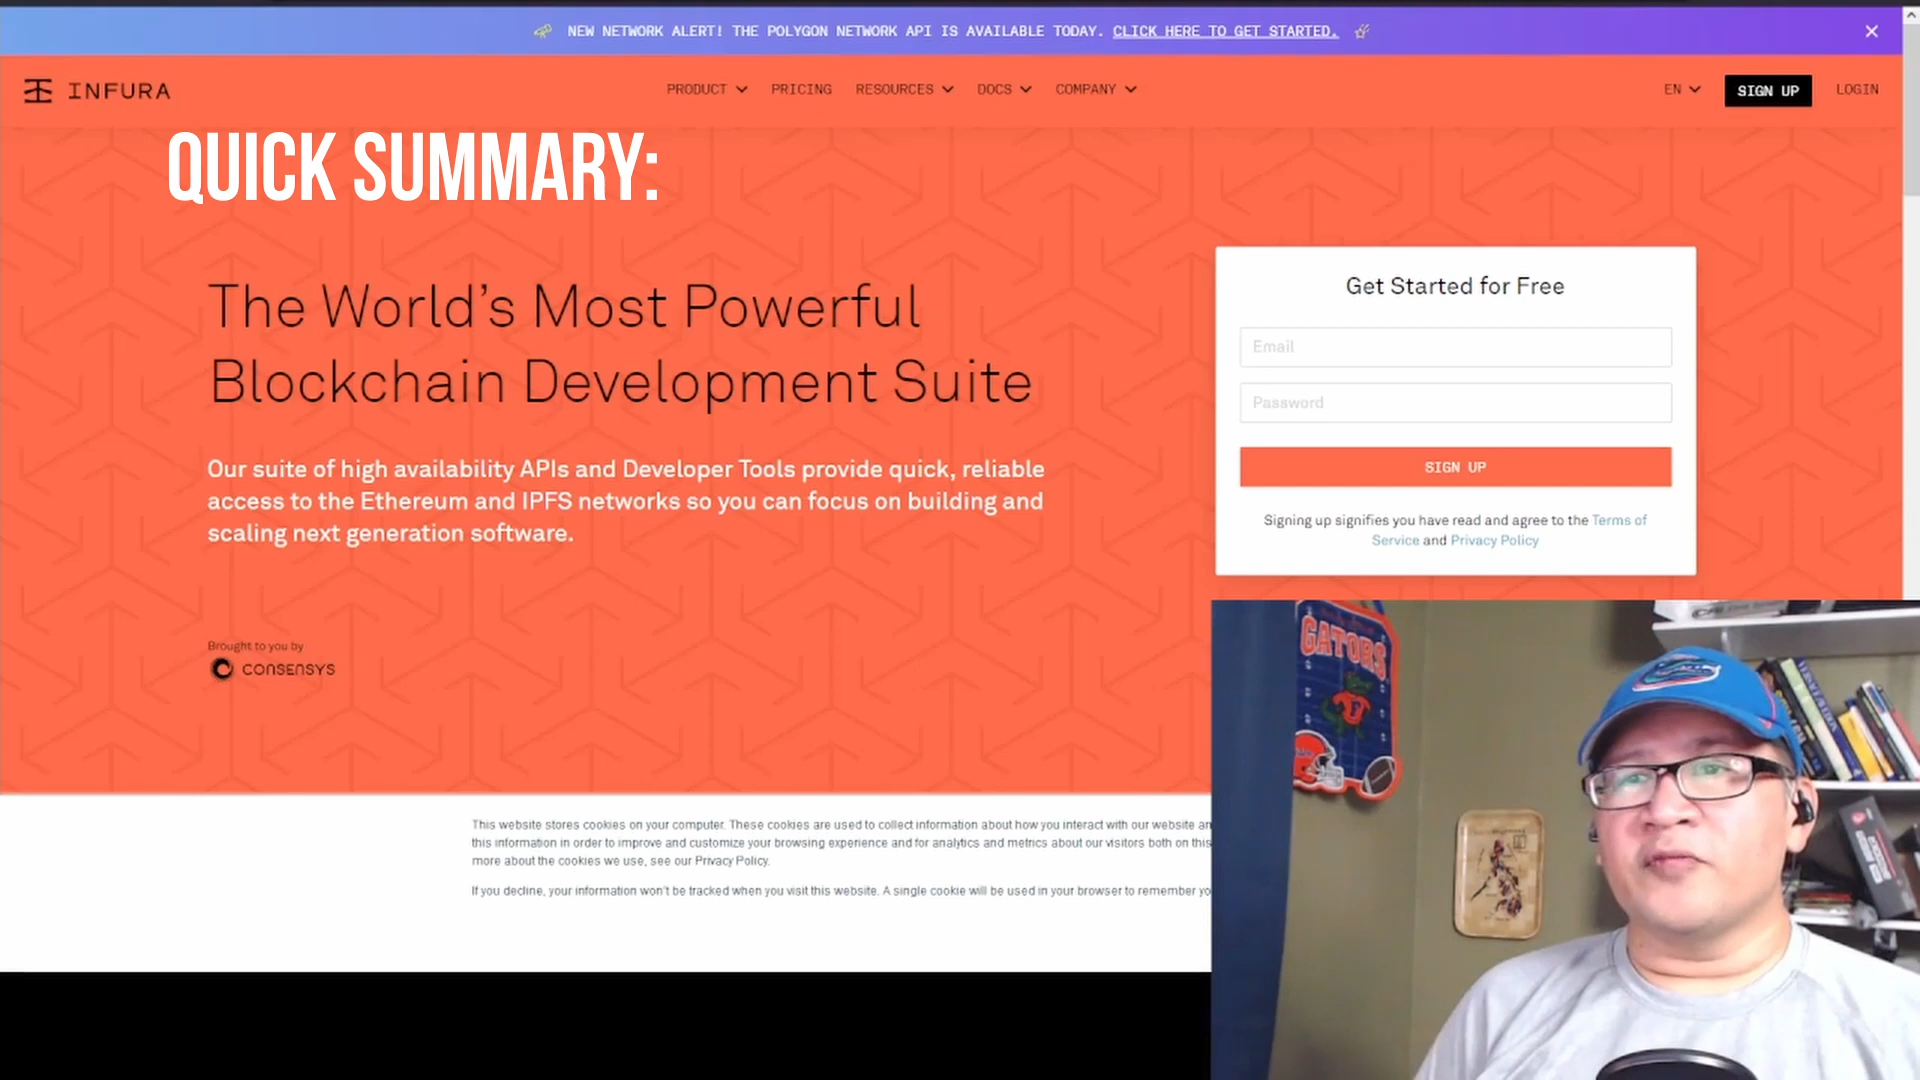 NEW NETWORK ALERT! THE POLYGON NETWORK API IS AVAILABLE TODAY. CLICK HERE TO GET STARTED.
INFURA
PRODUCT PRICING RESOURCES DOCS COMPANY
EN SIGN UP LOGIN
QUICK SUMMARY:
The World’s Most Powerful
Blockchain Development Suite
Our suite of high availability APIs and Developer Tools provide quick, reliable
access to the Ethereum and IPFS networks so you can focus on building and
scaling next generation software.
Brought to you by
CONSENSYS
Get Started for Free
Email
Password
SIGN UP
Signing up signifies you have read and agree to the Terms of
Service and Privacy Policy
This website stores cookies on your computer. These cookies are used to collect information about how you interact with our website an
this information in order to improve and customize your browsing experience and for analytics and metrics about our visitors both on this
more about the cookies we use, see our Privacy Policy.
If you decline, your information won’t be tracked when you visit this website. A single cookie will be used in your browser to remember yo
GATORS